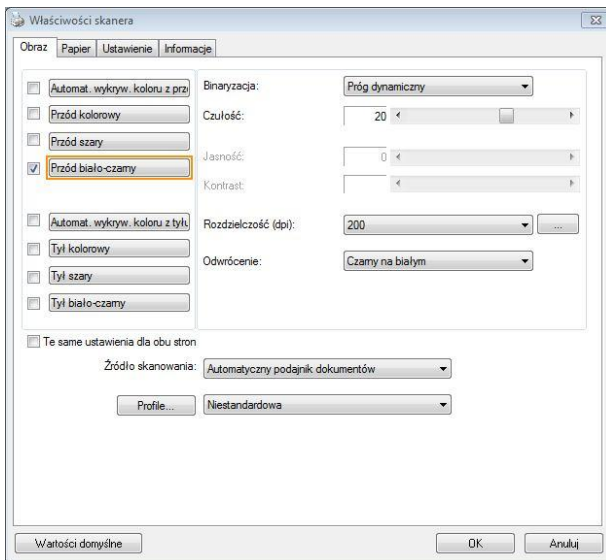 Właściwości skanera
Obraz Papier Ustawienie Informacje
Automat. wykryw. koloru z prz
Przód kolorowy
Przód szary
Przód biało-czarny
Automat. wykryw. koloru z tyłu
Tył kolorowy
Tył szary
Tył biało-czarny
Binaryzacja: Próg dynamiczny
Czułość: 20
Jasność: 0
Kontrast:
Rozdzielczość (dpi): 200 ...
Odwrócenie: Czarny na białym
Te same ustawienia dla obu stron
Źródło skanowania: Automatyczny podajnik dokumentów
Profile... Niestandardowa
Wartości domyślne OK Anuluj